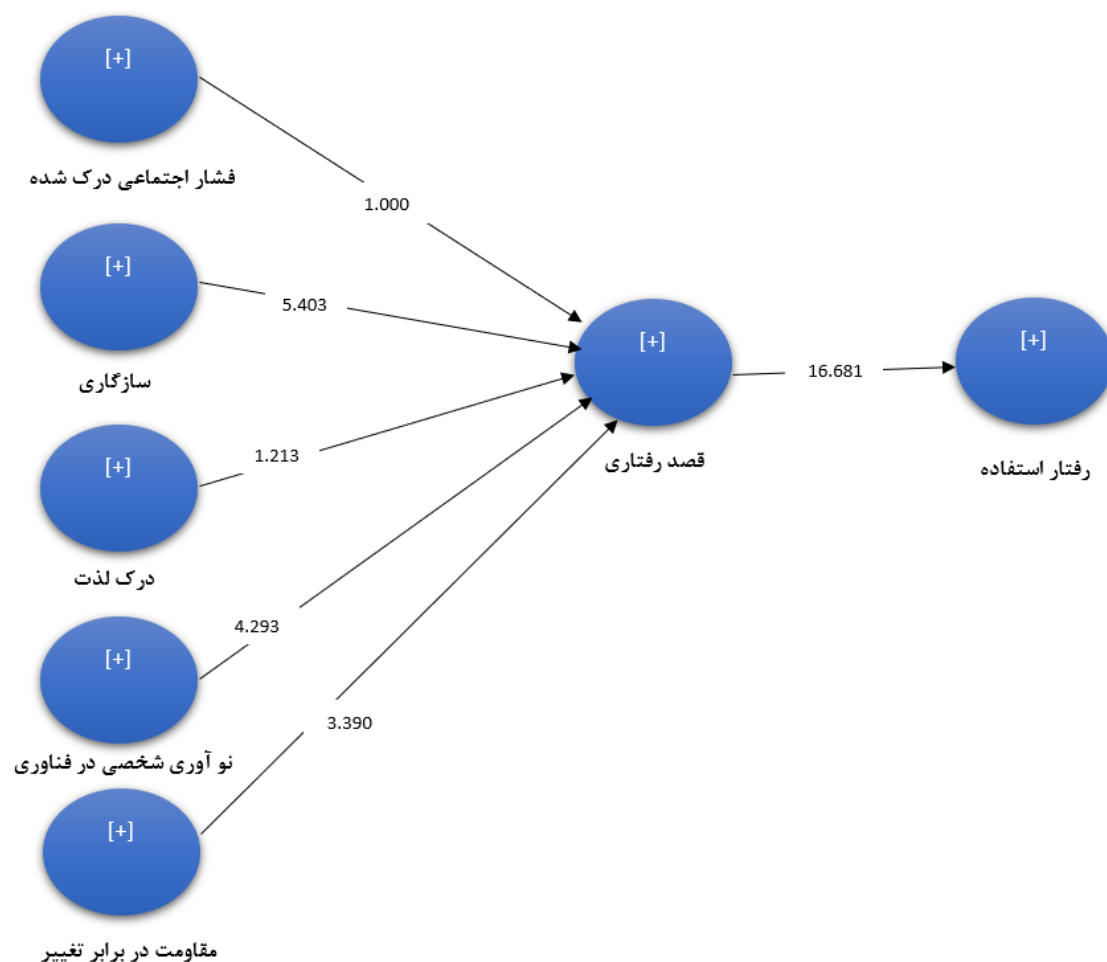 [+]
فشار اجتماعی درک شده
1.000
[+]
سازگاری
5.403
[+]
درک لذت
1.213
[+]
نو آوری شخصی در فناوری
4.293
[+]
مقاومت در برابر تغییر
3.390
[+]
قصد رفتاری
16.681
[+]
رفتار استفاده